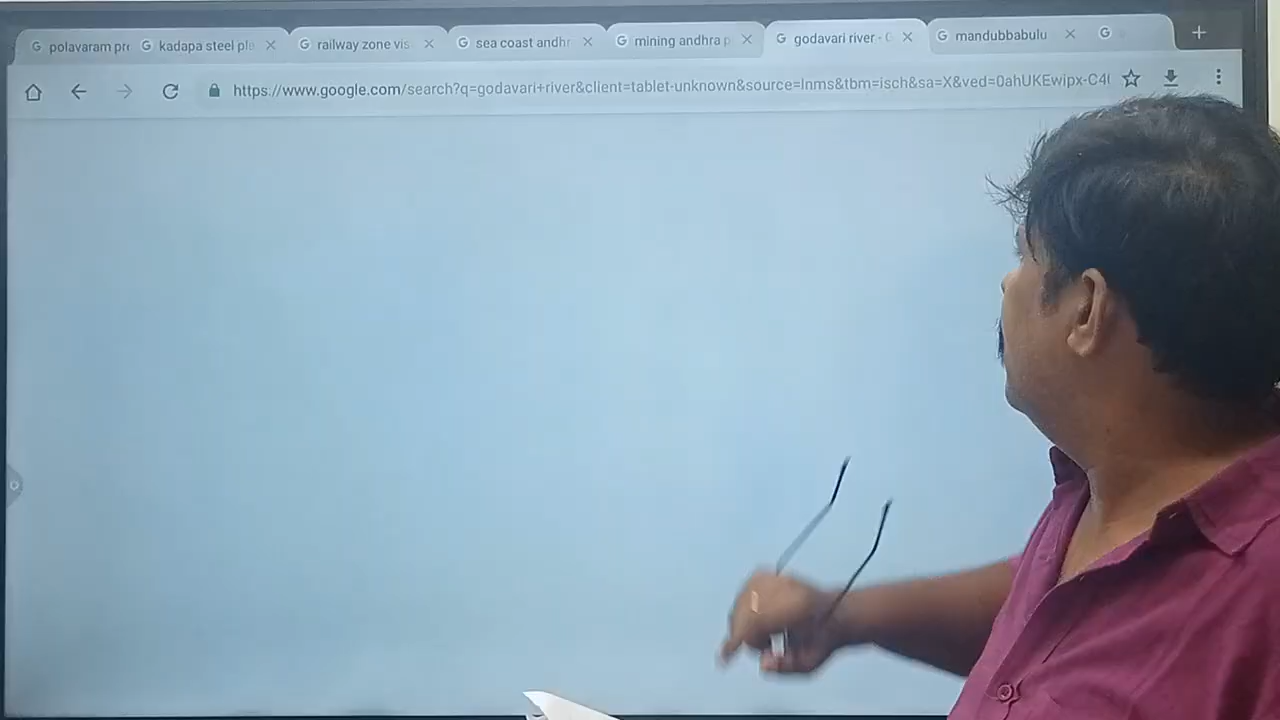 polavaram pr
kadapa steel pl
railway zone vis
sea coast andhr
mining andhra p
godavari river -
mandubbabulu
https://www.google.com/search?q=godavari+river&client=tablet-unknown&source=lnms&tbm=isch&sa=X&ved=0ahUKEwipx-C4